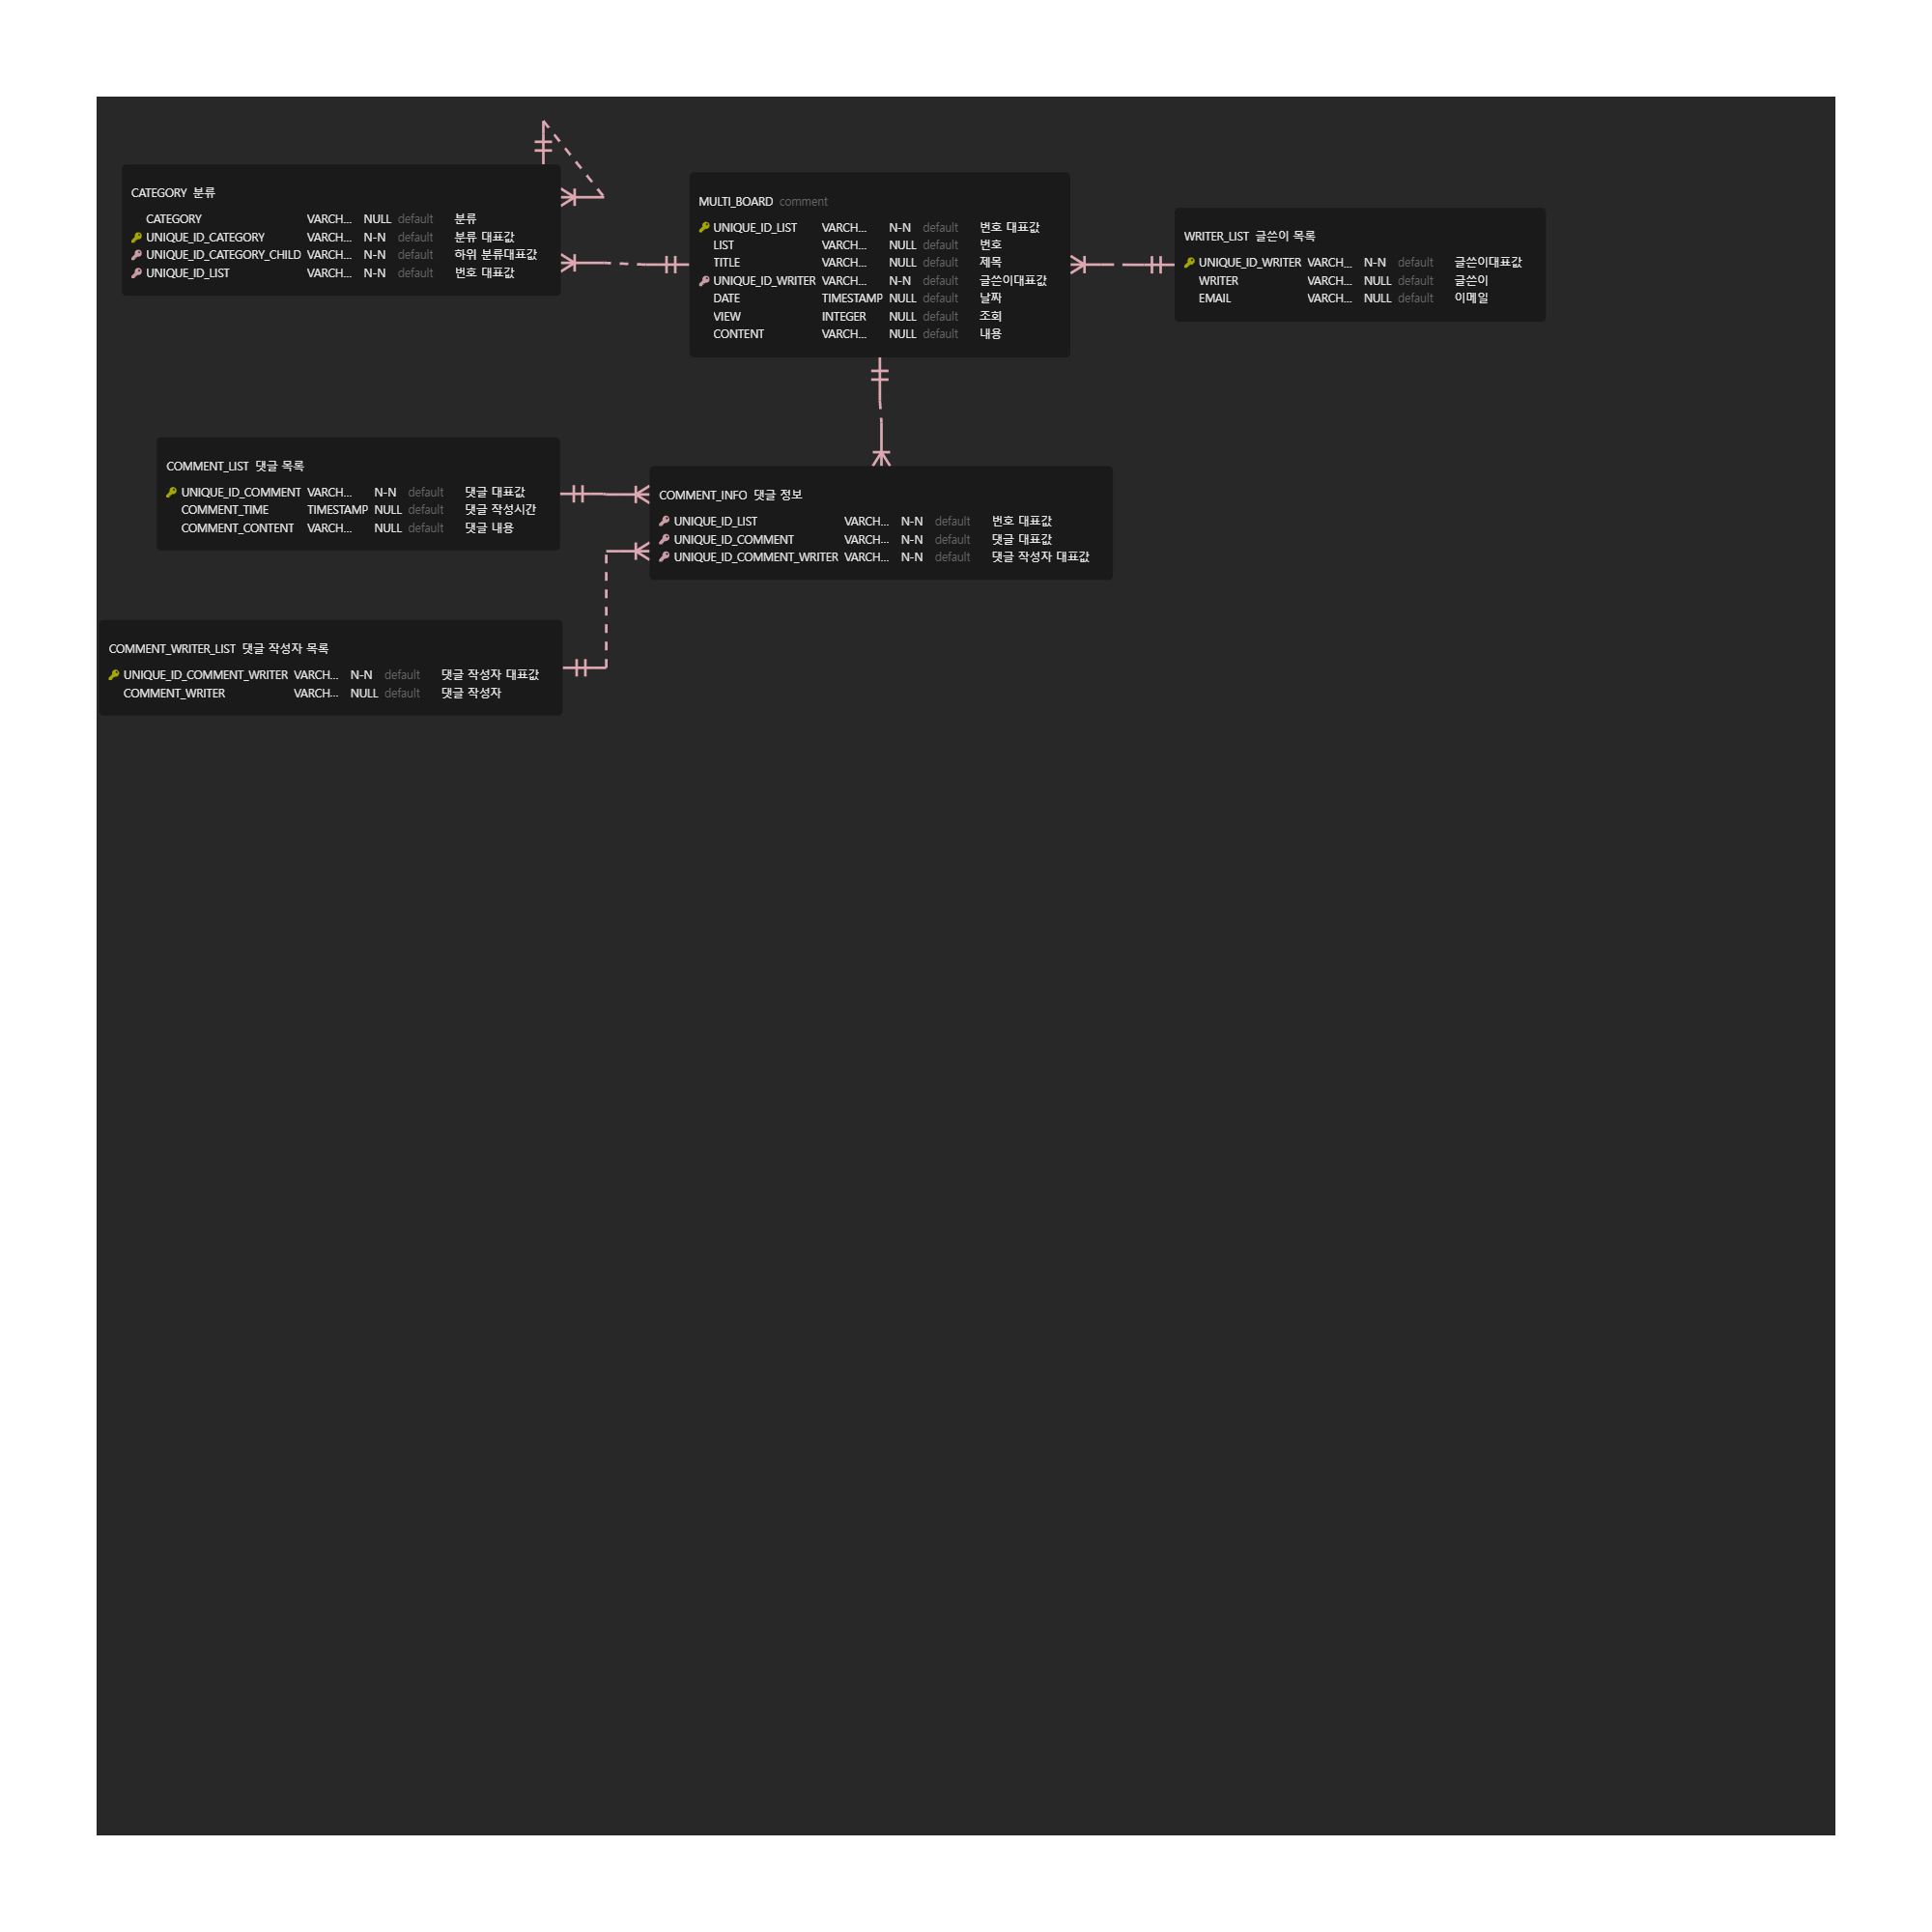 CATEGORY 분류
CATEGORY VARCH... NULL default 분류
UNIQUE_ID_CATEGORY VARCH... N-N default 분류 대표값
UNIQUE_ID_CATEGORY_CHILD VARCH... N-N default 하위 분류대표값
UNIQUE_ID_LIST VARCH... N-N default 번호 대표값
MULTI_BOARD comment
UNIQUE_ID_LIST VARCH... N-N default 번호 대표값
LIST VARCH... NULL default 번호
TITLE VARCH... NULL default 제목
UNIQUE_ID_WRITER VARCH... N-N default 글쓴이대표값
DATE TIMESTAMP NULL default 날짜
VIEW INTEGER NULL default 조회
CONTENT VARCH... NULL default 내용
WRITER_LIST 글쓴이 목록
UNIQUE_ID_WRITER VARCH... N-N default 글쓴이대표값
WRITER VARCH... NULL default 글쓴이
EMAIL VARCH... NULL default 이메일
COMMENT_LIST 댓글 목록
UNIQUE_ID_COMMENT VARCH... N-N default 댓글 대표값
COMMENT_TIME TIMESTAMP NULL default 댓글 작성시간
COMMENT_CONTENT VARCH... NULL default 댓글 내용
COMMENT_INFO 댓글 정보
UNIQUE_ID_LIST VARCH... N-N default 번호 대표값
UNIQUE_ID_COMMENT VARCH... N-N default 댓글 대표값
UNIQUE_ID_COMMENT_WRITER VARCH... N-N default 댓글 작성자 대표값
COMMENT_WRITER_LIST 댓글 작성자 목록
UNIQUE_ID_COMMENT_WRITER VARCH... N-N default 댓글 작성자 대표값
COMMENT_WRITER VARCH... NULL default 댓글 작성자